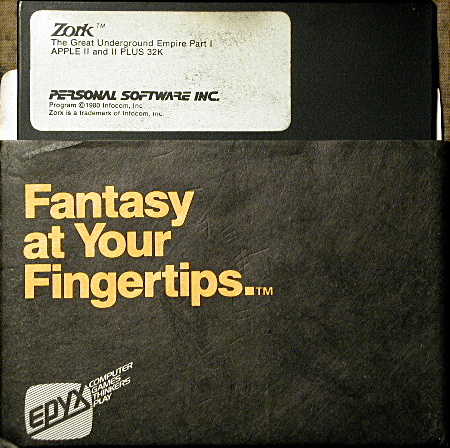 Zork™
The Great Underground Empire Part I
APPLE II and II PLUS 32K
PERSONAL SOFTWARE INC.
Program ©1980 Infocom, Inc.
Zork is a trademark of Infocom, Inc.
Fantasy
at Your
Fingertips.™
EPYX
COMPUTER
GAMES
THINKERS
PLAY